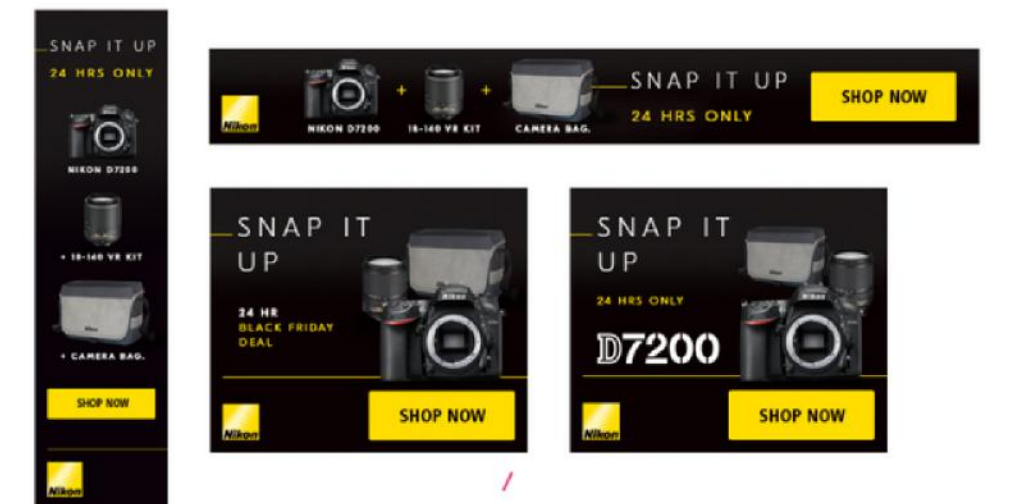 SNAP IT UP
24 HRS ONLY
NIKON D7200
+ 18-140 VR KIT
+ CAMERA BAG.
SHOP NOW
Nikon
Nikon
NIKON D7200
+
18-140 VR KIT
+
CAMERA BAG.
SNAP IT UP
24 HRS ONLY
SHOP NOW
SNAP IT
UP
24 HR
BLACK FRIDAY
DEAL
Nikon
SHOP NOW
Nikon
SNAP IT
UP
24 HRS ONLY
D7200
Nikon
SHOP NOW
Nikon
/